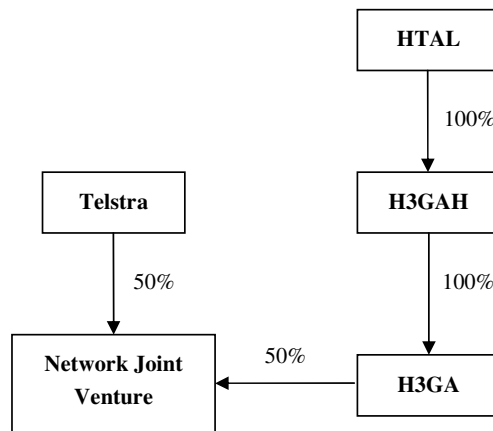 HTAL
100%
Telstra
H3GAH
50%
100%
Network Joint
Venture
50%
H3GA